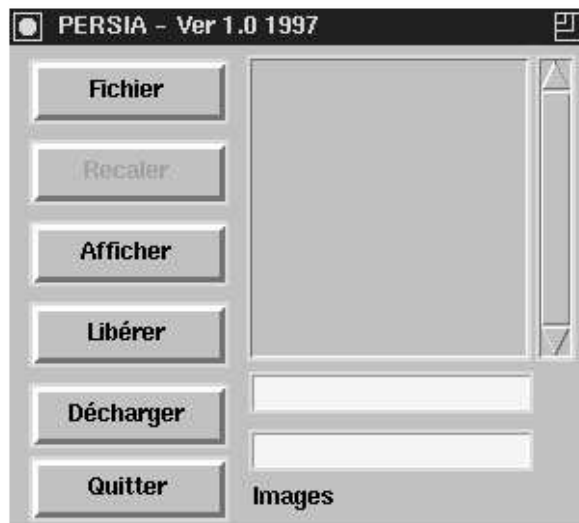 PERSIA - Ver 1.0 1997
Fichier
Recaler
Afficher
Libérer
Décharger
Quitter
Images